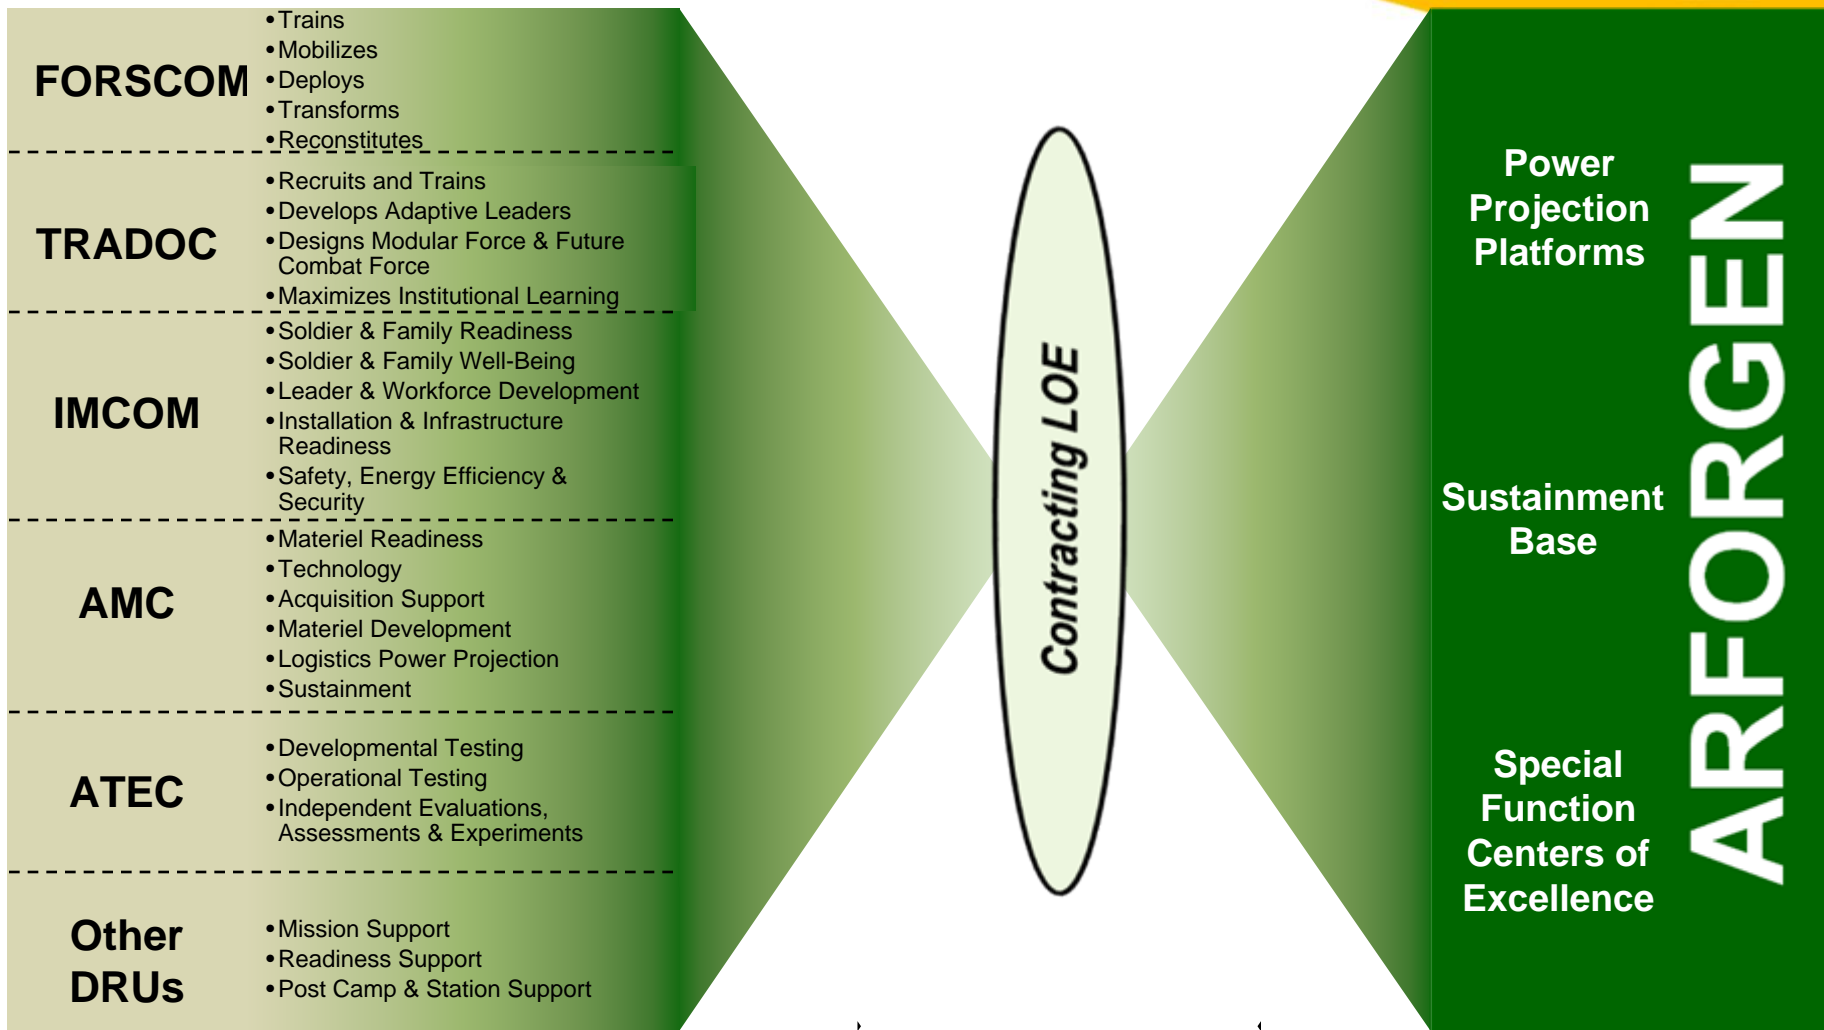 FORSCOM
•Trains
•Mobilizes
•Deploys
•Transforms
•Reconstitutes
TRADOC
•Recruits and Trains
•Develops Adaptive Leaders
•Designs Modular Force & Future
Combat Force
•Maximizes Institutional Learning
IMCOM
•Soldier & Family Readiness
•Soldier & Family Well-Being
•Leader & Workforce Development
•Installation & Infrastructure
Readiness
•Safety, Energy Efficiency &
Security
AMC
•Materiel Readiness
•Technology
•Acquisition Support
•Materiel Development
•Logistics Power Projection
•Sustainment
ATEC
•Developmental Testing
•Operational Testing
•Independent Evaluations,
Assessments & Experiments
Other
DRUs
•Mission Support
•Readiness Support
•Post Camp & Station Support
Contracting LOE
Power
Projection
Platforms
Sustainment
Base
Special
Function
Centers of
Excellence
ARFORGEN